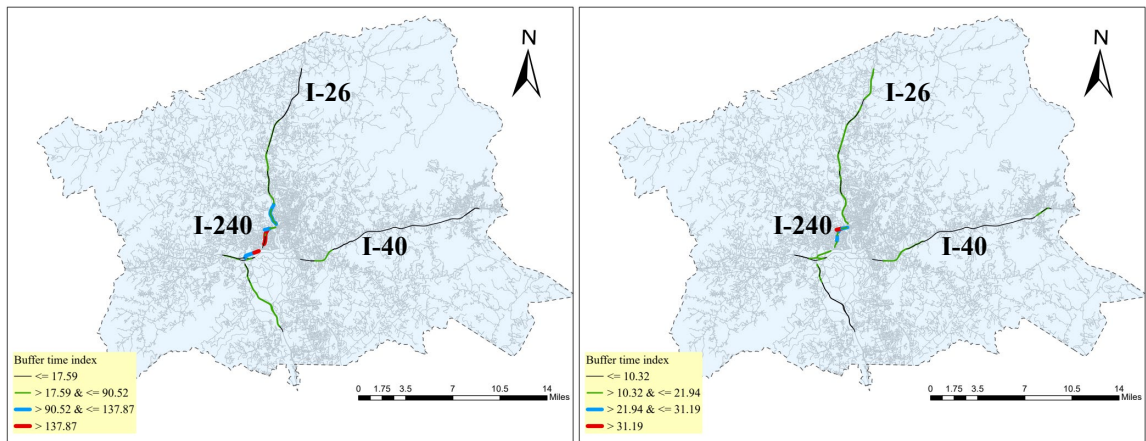 N
I-26
I-240
I-40
Buffer time index
<= 17.59
> 17.59 & <= 90.52
> 90.52 & <= 137.87
> 137.87
0 1.75 3.5 7 10.5 14
Miles
N
I-26
I-240
I-40
Buffer time index
<= 10.32
> 10.32 & <= 21.94
> 21.94 & <= 31.19
> 31.19
0 1.75 3.5 7 10.5 14
Miles